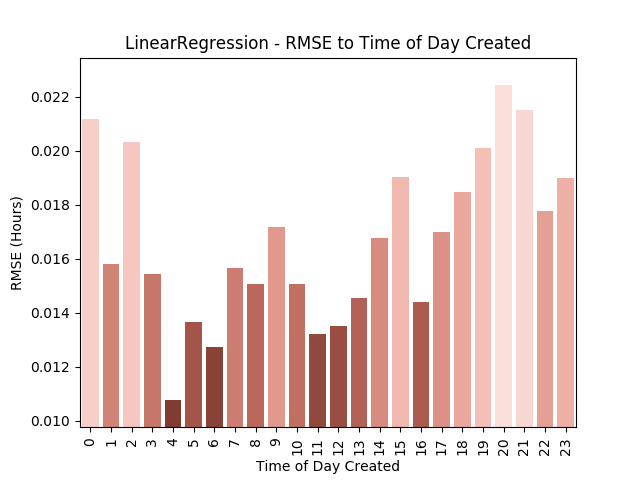 LinearRegression - RMSE to Time of Day Created
0.022
0.020
0.018
0.016
0.014
0.012
0.010
RMSE (Hours)
0 1 2 3 4 5 6 7 8 9 10 11 12 13 14 15 16 17 18 19 20 21 22 23
Time of Day Created